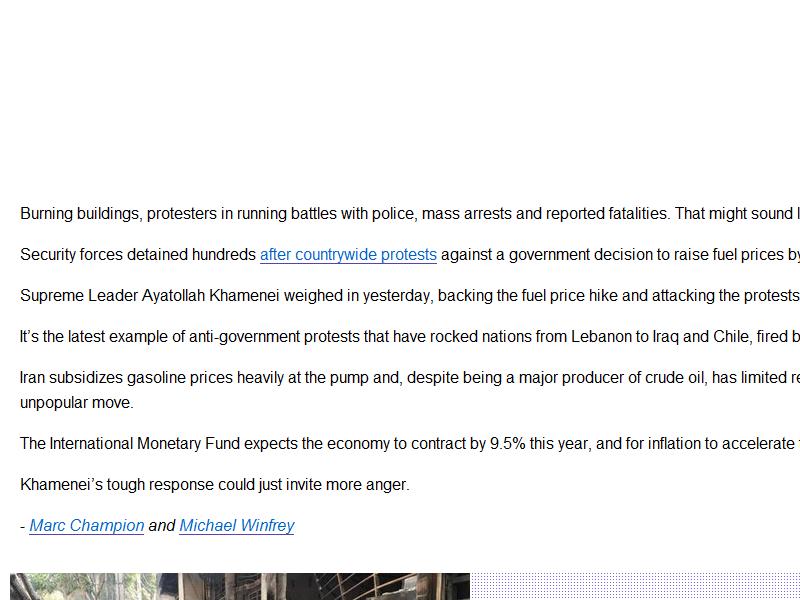 Burning buildings, protesters in running battles with police, mass arrests and reported fatalities. That might sound
Security forces detained hundreds after countrywide protests against a government decision to raise fuel prices by
Supreme Leader Ayatollah Khamenei weighed in yesterday, backing the fuel price hike and attacking the protests
It’s the latest example of anti-government protests that have rocked nations from Lebanon to Iraq and Chile, fired
Iran subsidizes gasoline prices heavily at the pump and, despite being a major producer of crude oil, has limited
unpopular move.
The International Monetary Fund expects the economy to contract by 9.5% this year, and for inflation to accelerate
Khamenei’s tough response could just invite more anger.
- Marc Champion and Michael Winfrey